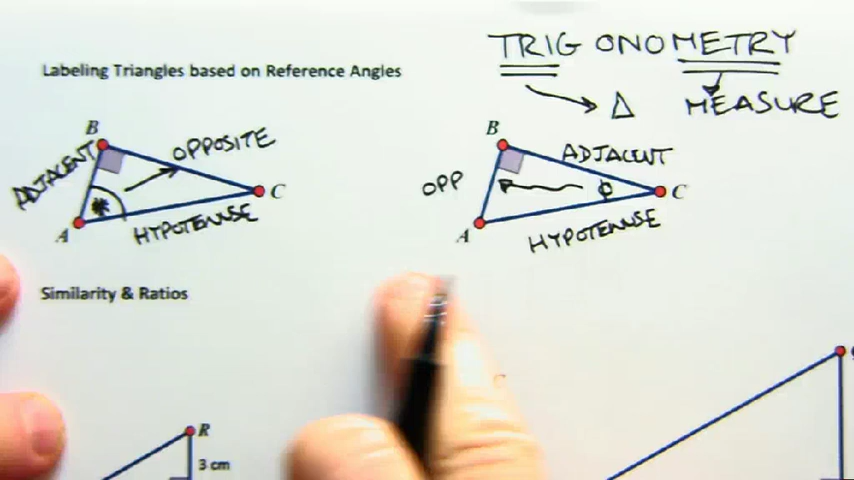 TRIGONOMETRY
Labeling Triangles based on Reference Angles
Δ MEASURE
B
ADJACENT
OPPOSITE
C
A
HYPOTENUSE
B
ADJACENT
OPP
ϕ
C
A
HYPOTENUSE
Similarity & Ratios
R
3 cm